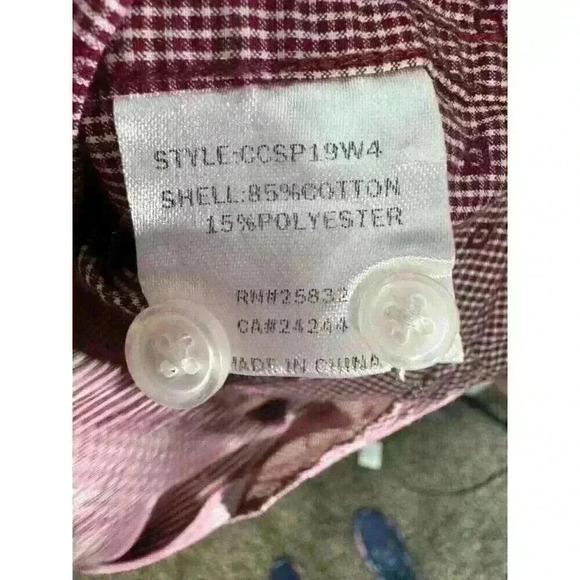 STYLE:CCSP19W4
SHELL:85%COTTON
15%POLYESTER
RN#25832
CA#24244
MADE IN CHINA